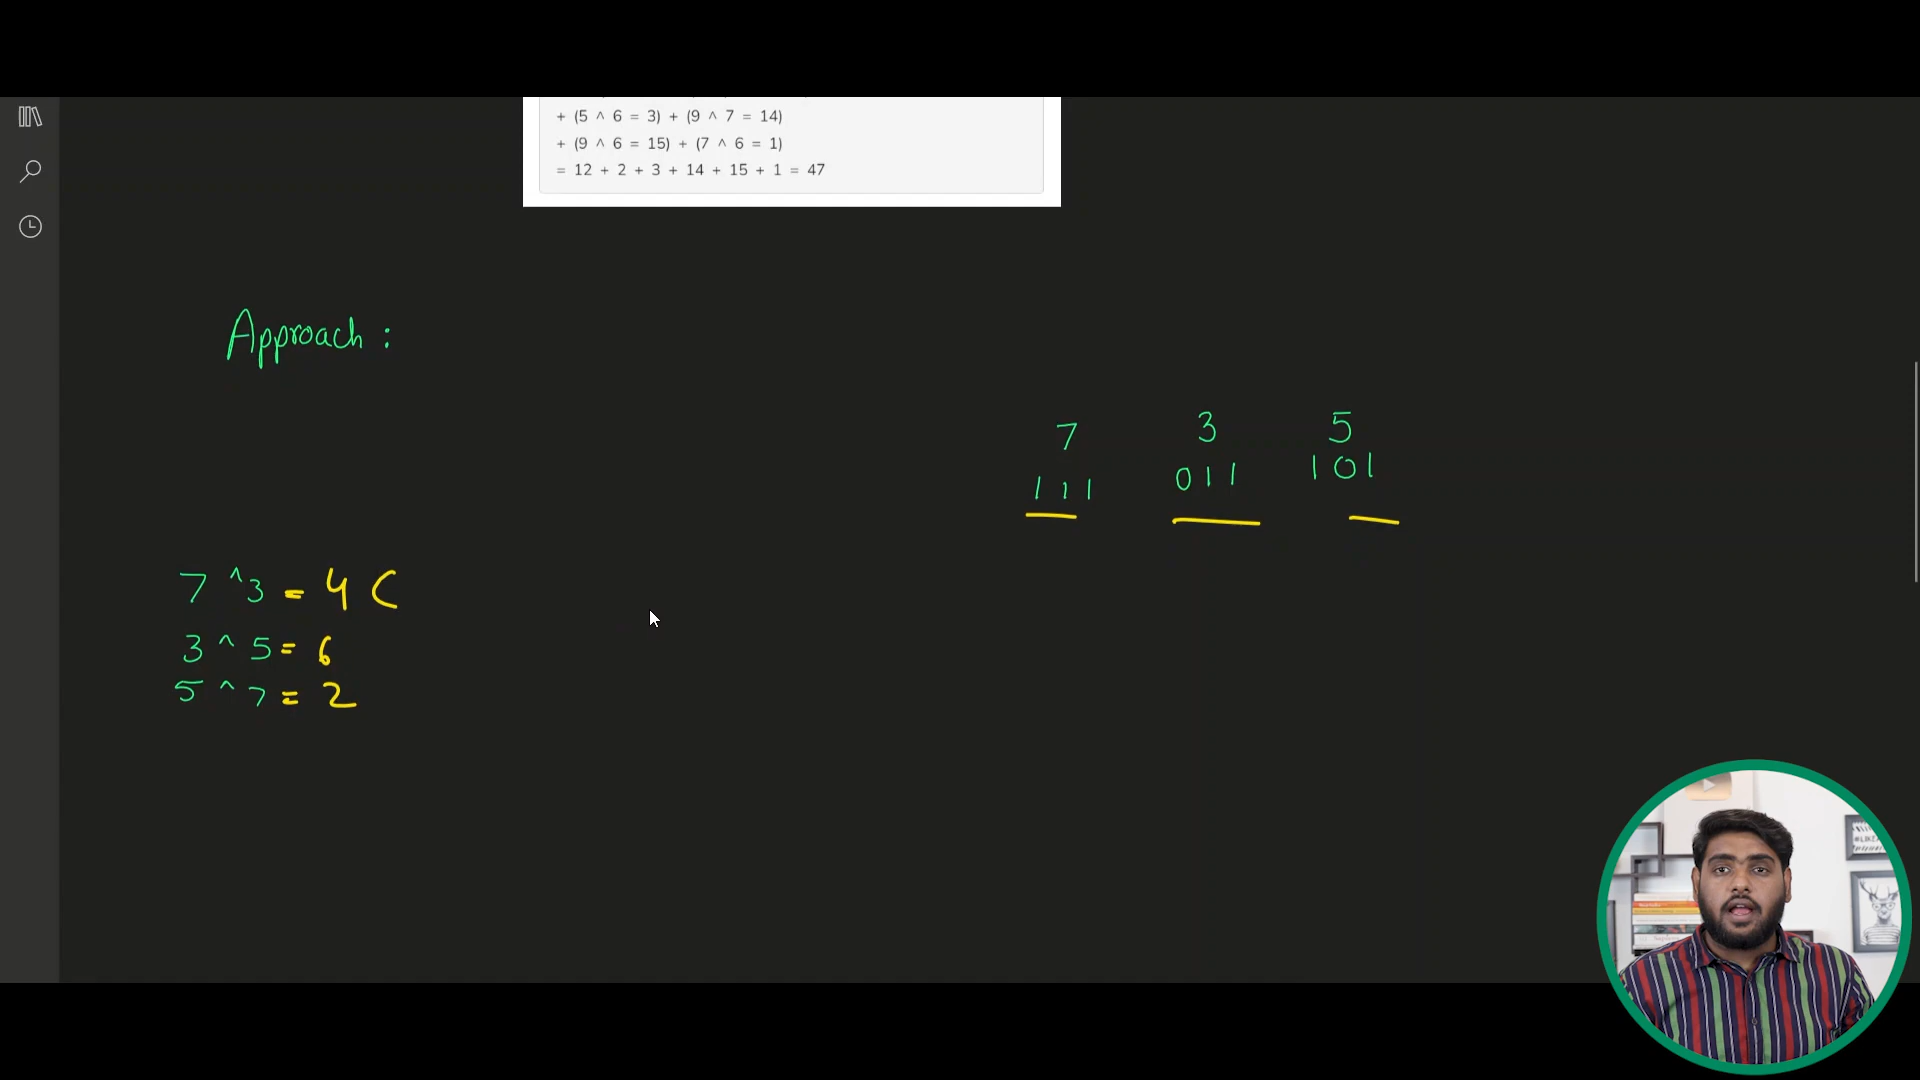 + (5 ^ 6 = 3) + (9 ^ 7 = 14)
+ (9 ^ 6 = 15) + (7 ^ 6 = 1)
= 12 + 2 + 3 + 14 + 15 + 1 = 47
Approach :
7 3 5
111 011 101
7 ^ 3 = 4 (
3 ^ 5 = 6
5 ^ 7 = 2